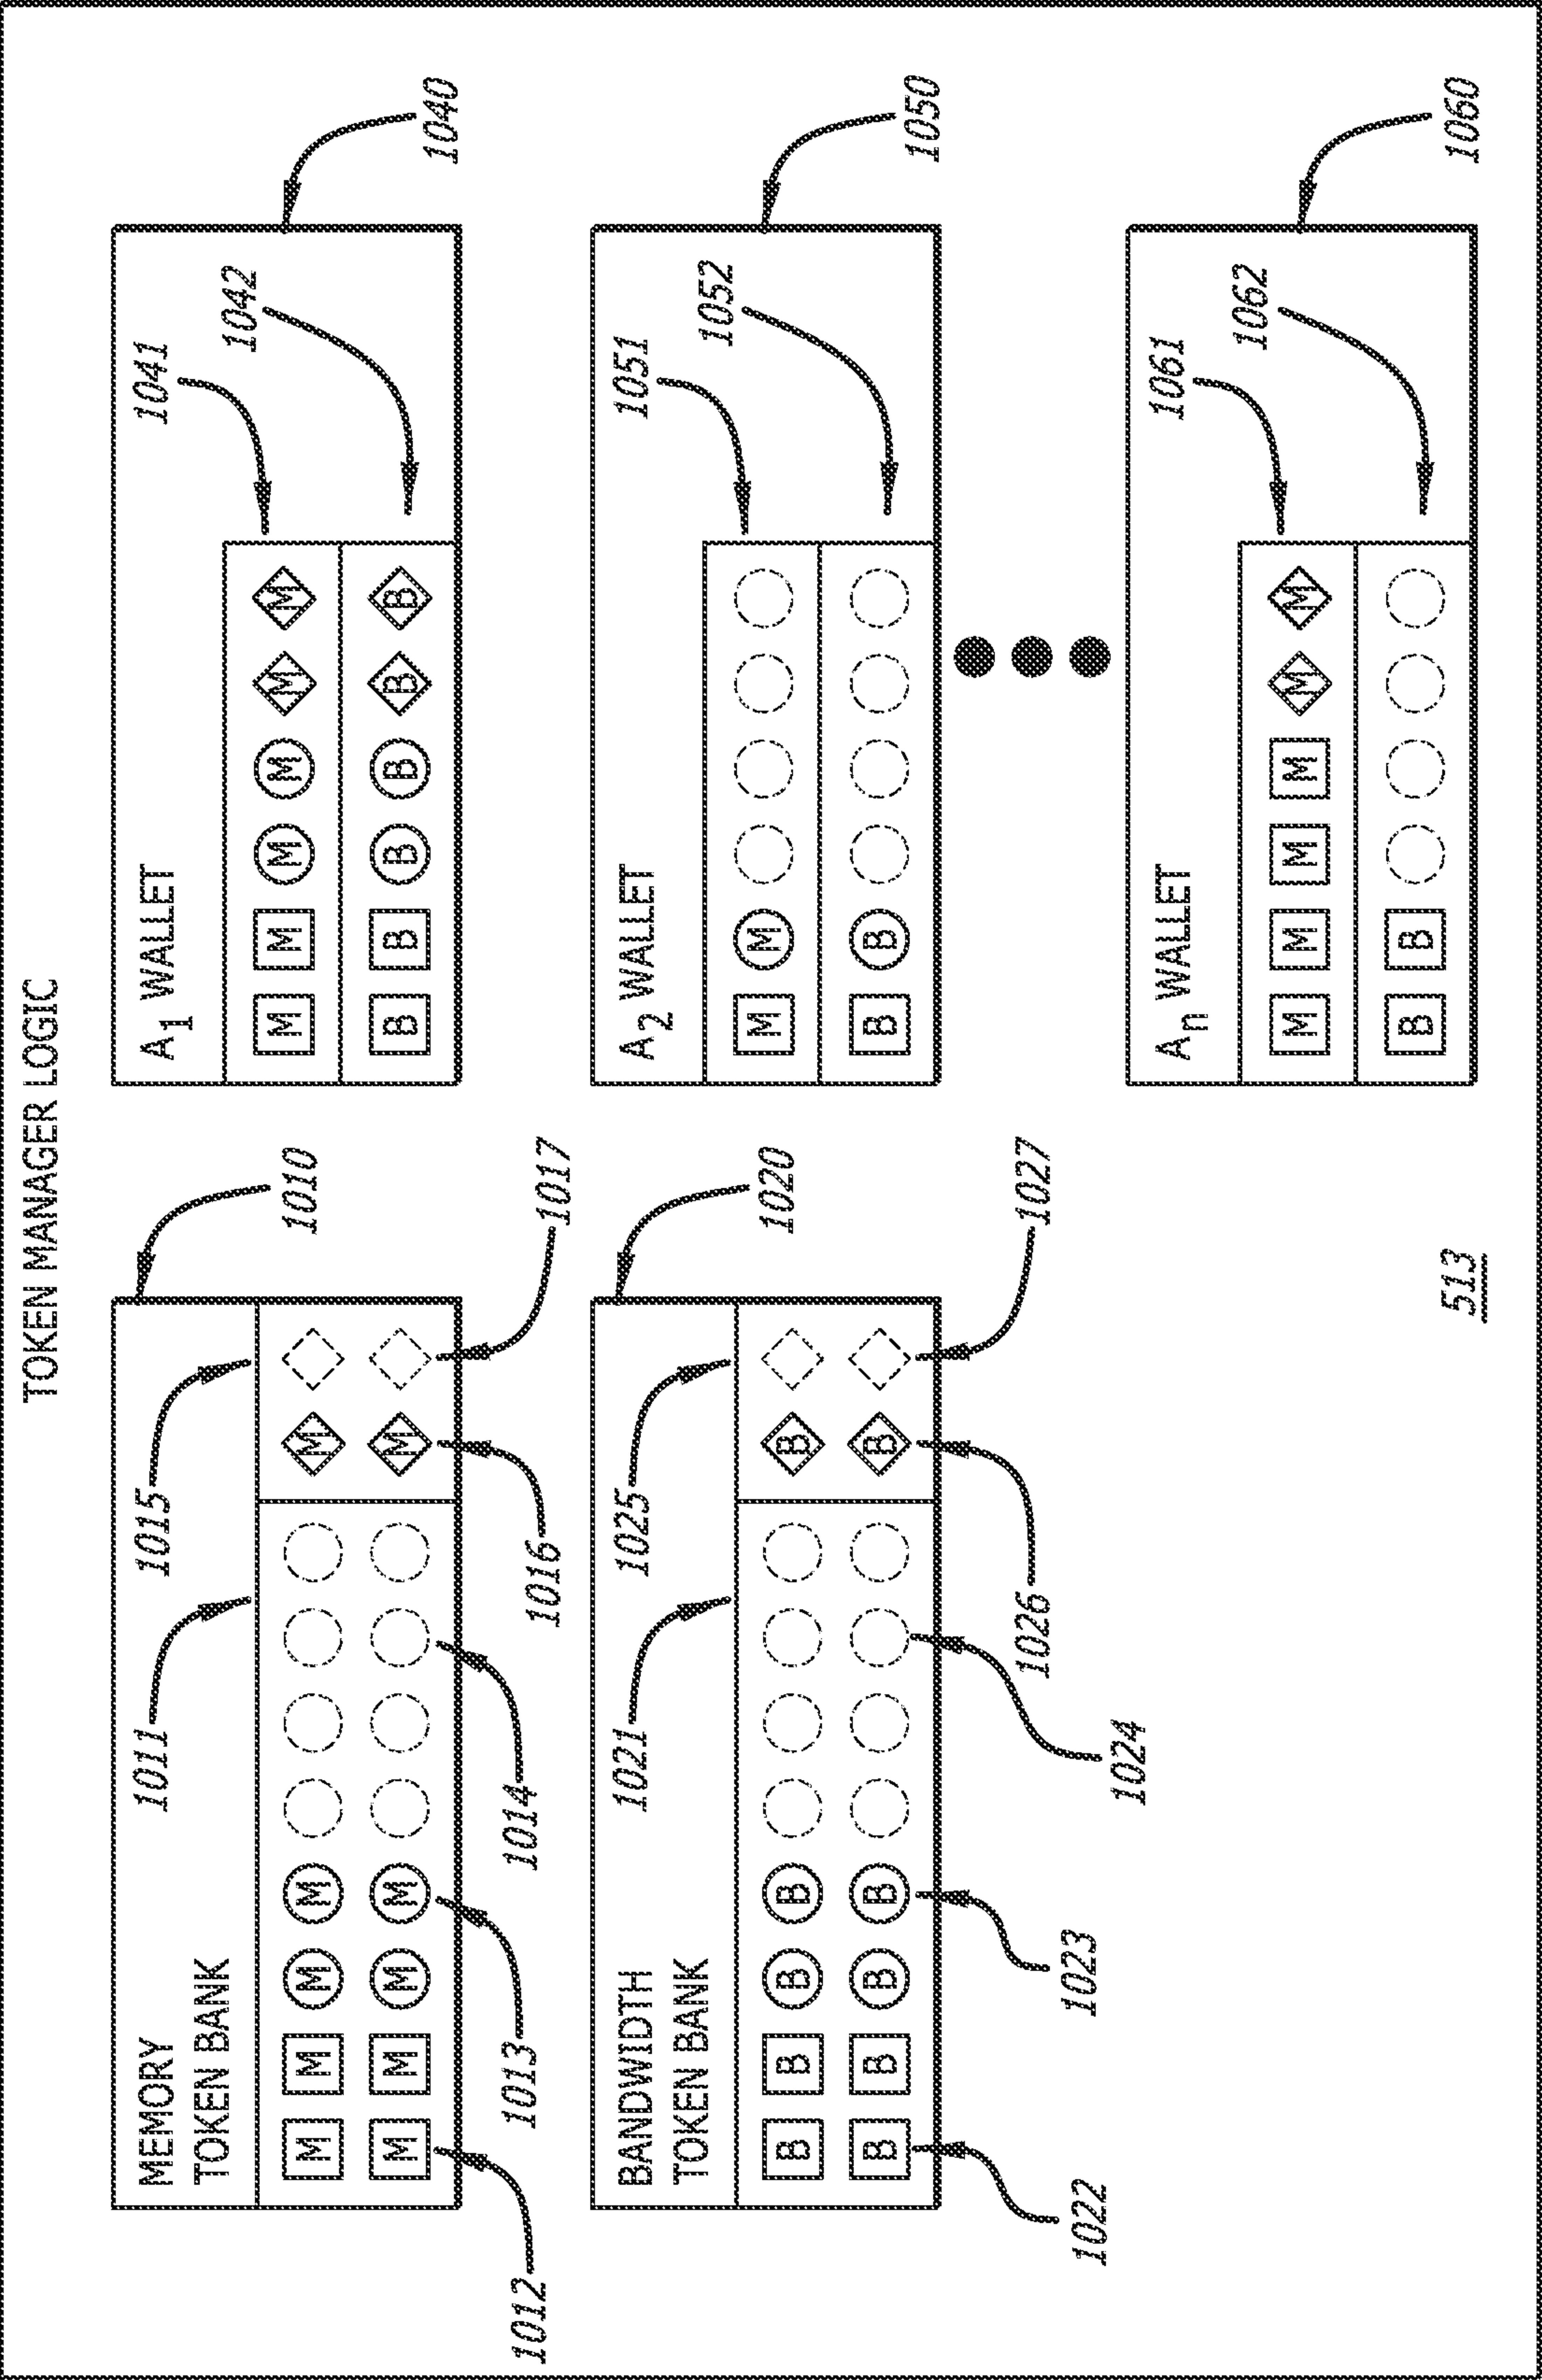 TOKEN MANAGER LOGIC
MEMORY
TOKEN BANK
1011
1015
1010
M M M M
M M M M
M
M
1012
1013
1014
1016
1017
BANDWIDTH
TOKEN BANK
1021
1025
1020
B B B B
B B B B
B
B
1022
1023
1024
1026
1027
A1 WALLET
1041
1042
1040
M M M M M M
B B B B B B
A2 WALLET
1051
1052
1050
M M
B B
An WALLET
1061
1062
1060
M M M M M M
B B
513